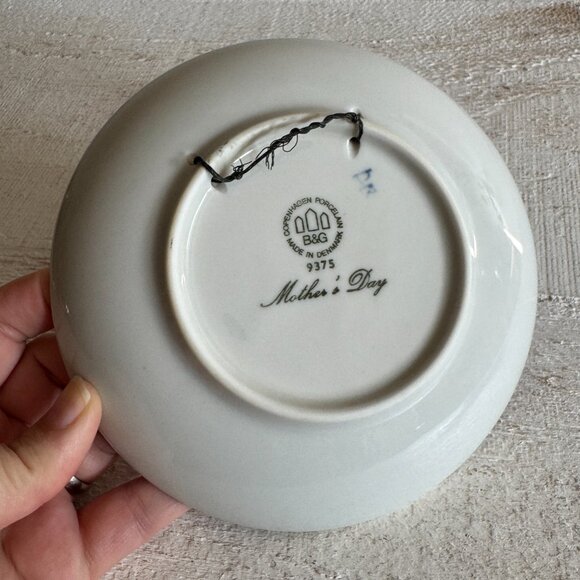 COPENHAGEN PORCELAIN
B&G
MADE IN DENMARK
9375
Mother's Day